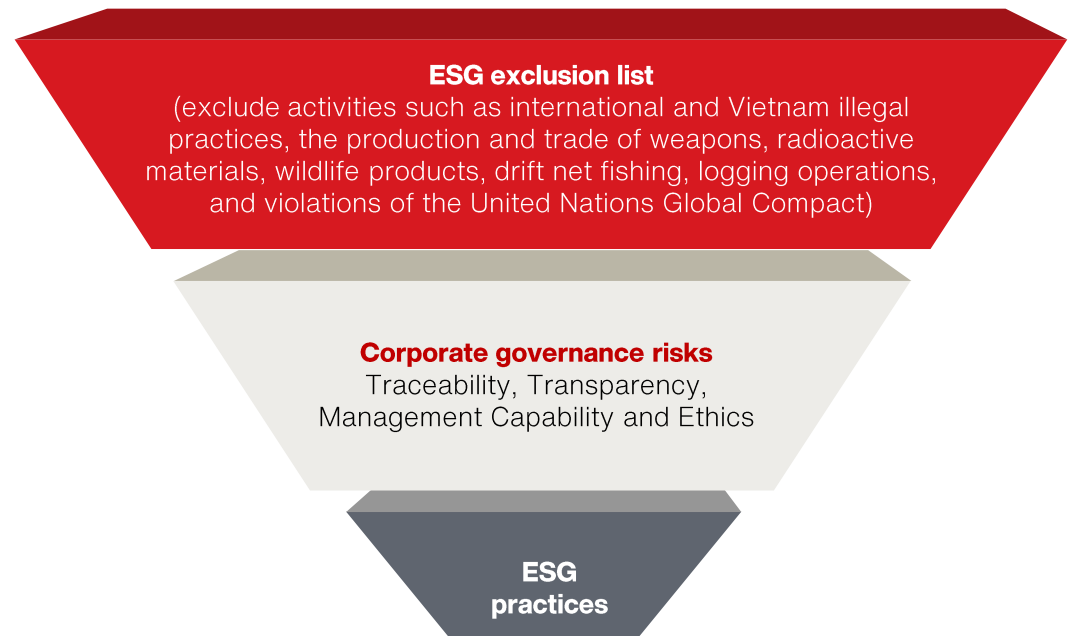 ESG exclusion list
(exclude activities such as international and Vietnam illegal
practices, the production and trade of weapons, radioactive
materials, wildlife products, drift net fishing, logging operations,
and violations of the United Nations Global Compact)
Corporate governance risks
Traceability, Transparency,
Management Capability and Ethics
ESG
practices